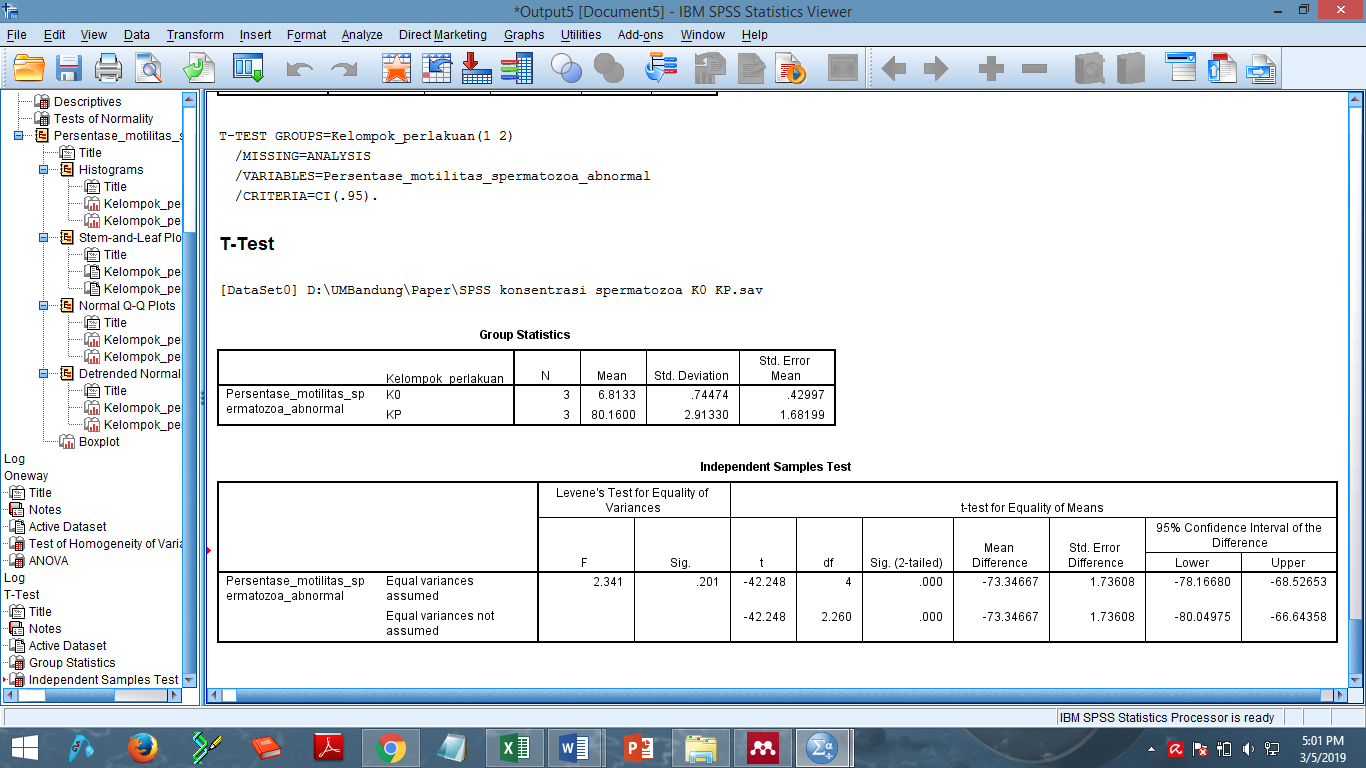 *Output5 [Document5] - IBM SPSS Statistics Viewer
File Edit View Data Transform Insert Format Analyze Direct Marketing Graphs Utilities Add-ons Window Help
Descriptives
Tests of Normality
Persentase_motilitas_s
Title
Histograms
Title
Kelompok_pe
Kelompok_pe
Stem-and-Leaf Plo
Title
Kelompok_pe
Kelompok_pe
Normal Q-Q Plots
Title
Kelompok_pe
Kelompok_pe
Detrended Normal
Title
Kelompok_pe
Kelompok_pe
Boxplot
Log
Oneway
Title
Notes
Active Dataset
Test of Homogeneity of Varia
ANOVA
Log
T-Test
Title
Notes
Active Dataset
Group Statistics
Independent Samples Test
T-TEST GROUPS=Kelompok_perlakuan(1 2)
/MISSING=ANALYSIS
/VARIABLES=Persentase_motilitas_spermatozoa_abnormal
/CRITERIA=CI(.95).
T-Test
[DataSet0] D:\UMBandung\Paper\SPSS konsentrasi spermatozoa K0 KP.sav
Group Statistics
Kelompok_perlakuan N Mean Std. Deviation Std. Error
Mean
Persentase_motilitas_sp K0 3 6.8133 .74474 .42997
ermatozoa_abnormal KP 3 80.1600 2.91330 1.68199
Independent Samples Test
Levene's Test for Equality of
Variances
t-test for Equality of Means
F Sig. t df Sig. (2-tailed) Mean
Difference Std. Error
Difference 95% Confidence Interval of the
Difference
Lower Upper
Persentase_motilitas_sp Equal variances 2.341 .201 -42.248 4 .000 -73.34667 1.73608 -78.16680 -68.52653
ermatozoa_abnormal assumed
Equal variances not -42.248 2.260 .000 -73.34667 1.73608 -80.04975 -66.64358
assumed
IBM SPSS Statistics Processor is ready
5:01 PM
3/5/2019